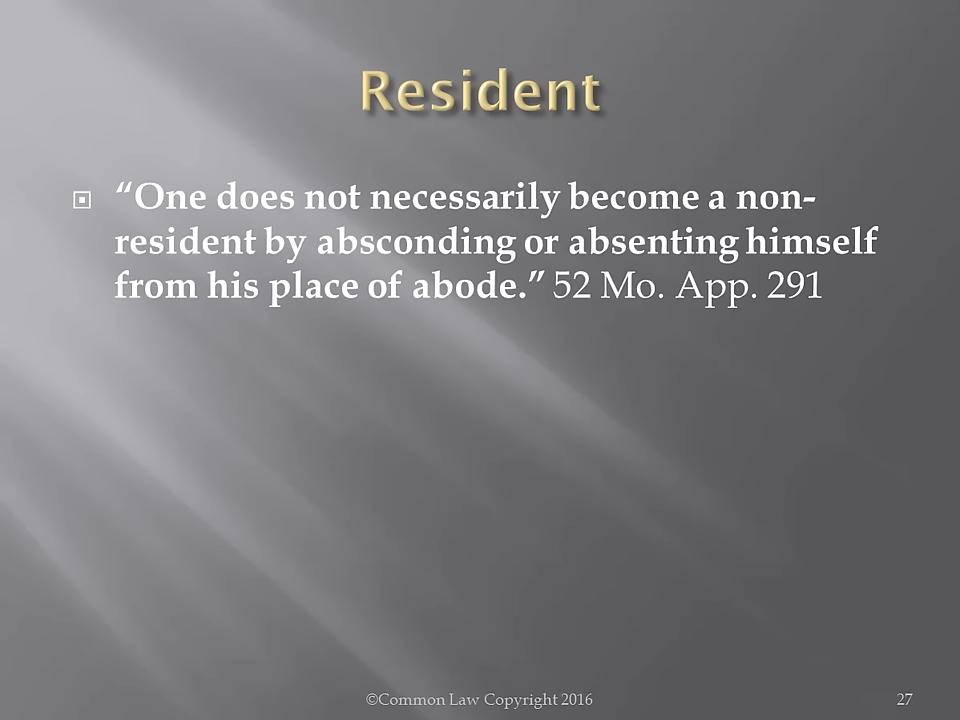 Resident
“One does not necessarily become a non-
resident by absconding or absenting himself
from his place of abode.” 52 Mo. App. 291
©Common Law Copyright 2016
27